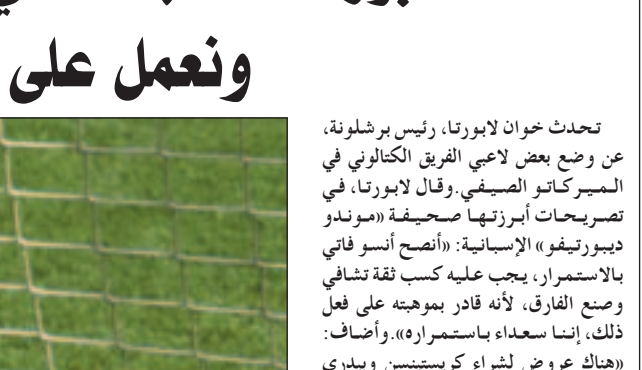 ونعمل على
تحدث خوان لابورتا، رئيس برشلونة،
عن وضع بعض لاعبي الفريق الكتالوني في
الميركاتو الصيفي.وقال لابورتا، في
تصريحات أبرزتها صحيفة «موندو
ديبورتيفو» الإسبانية: «أنصح أنسو فاتي
بالاستمرار، يجب عليه كسب ثقة تشافي
وصنع الفارق، لأنه قادر بموهبته على فعل
ذلك، إننا سعداء باستمراره».وأضاف:
«هناك عروض لشراء كريستينسن وبيدري